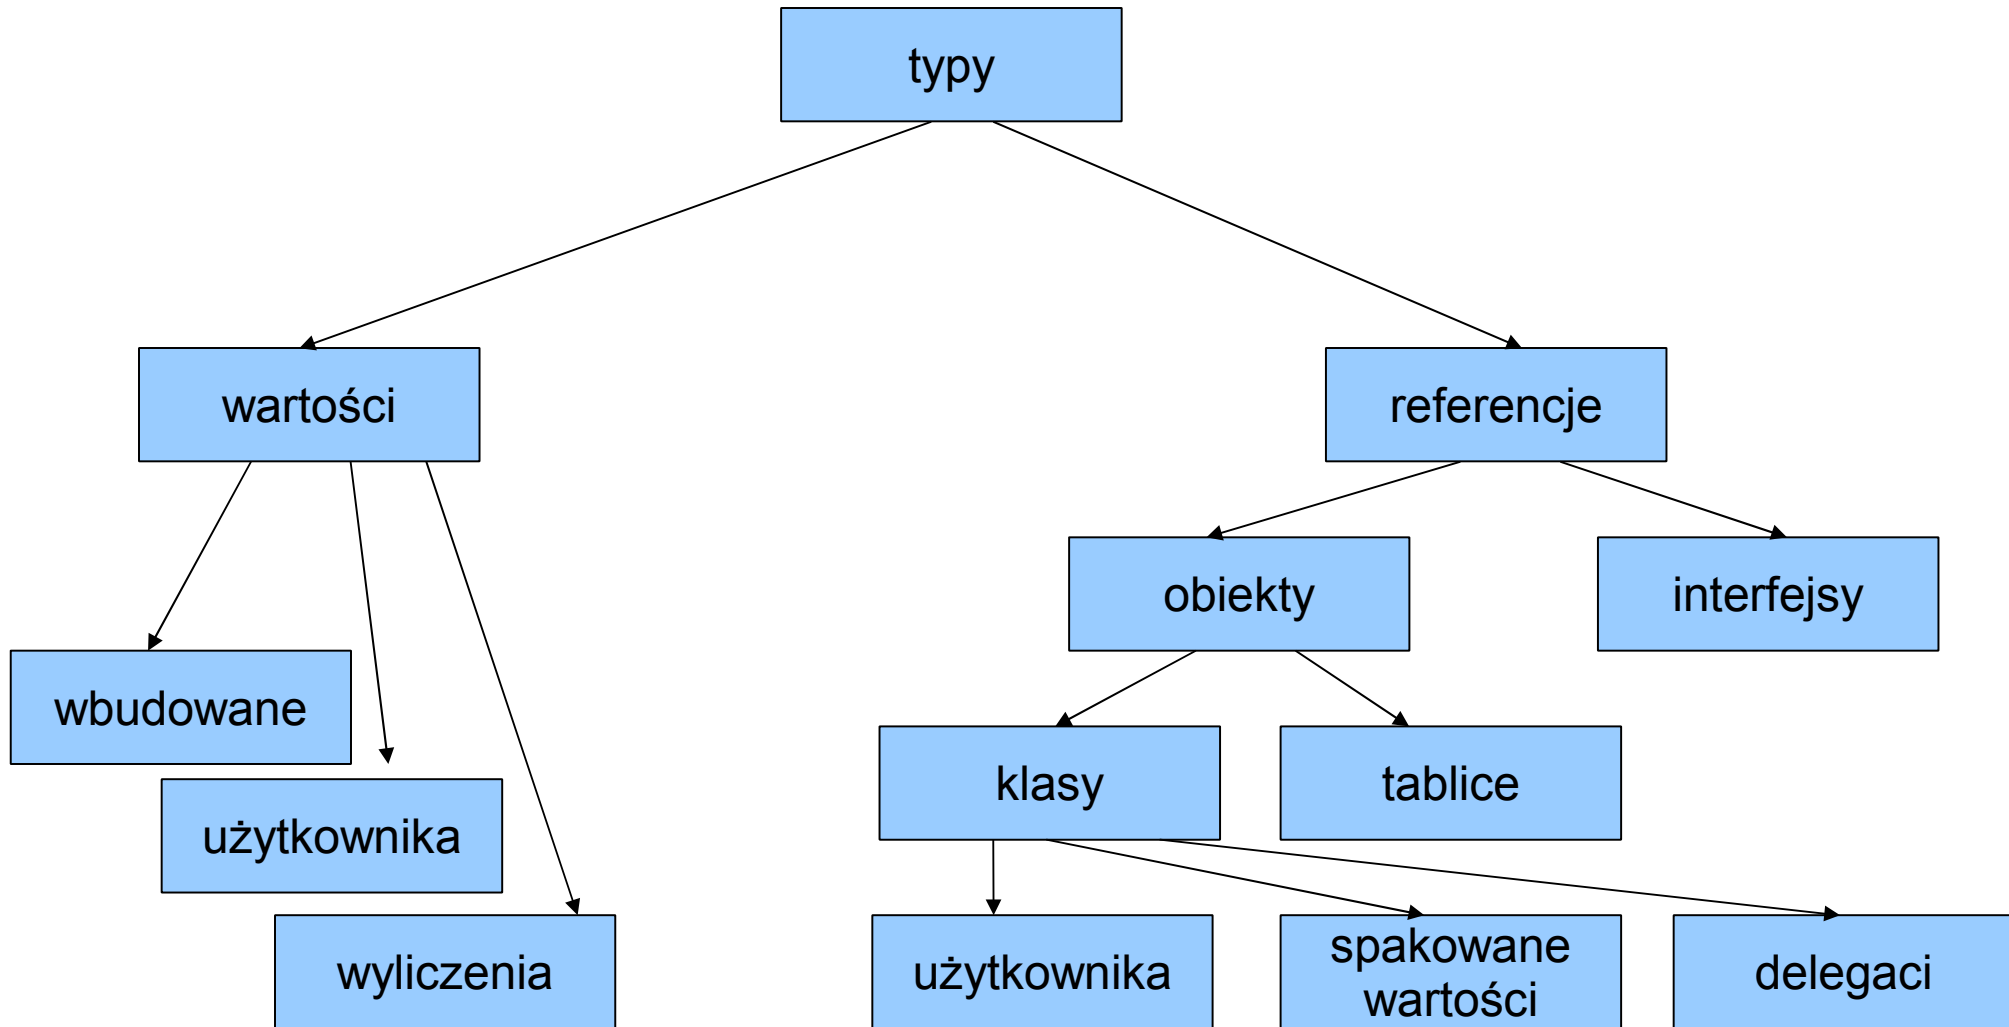 typy
wartości
referencje
obiekty
interfejsy
wbudowane
klasy
tablice
użytkownika
wyliczenia
użytkownika
spakowane
wartości
delegaci